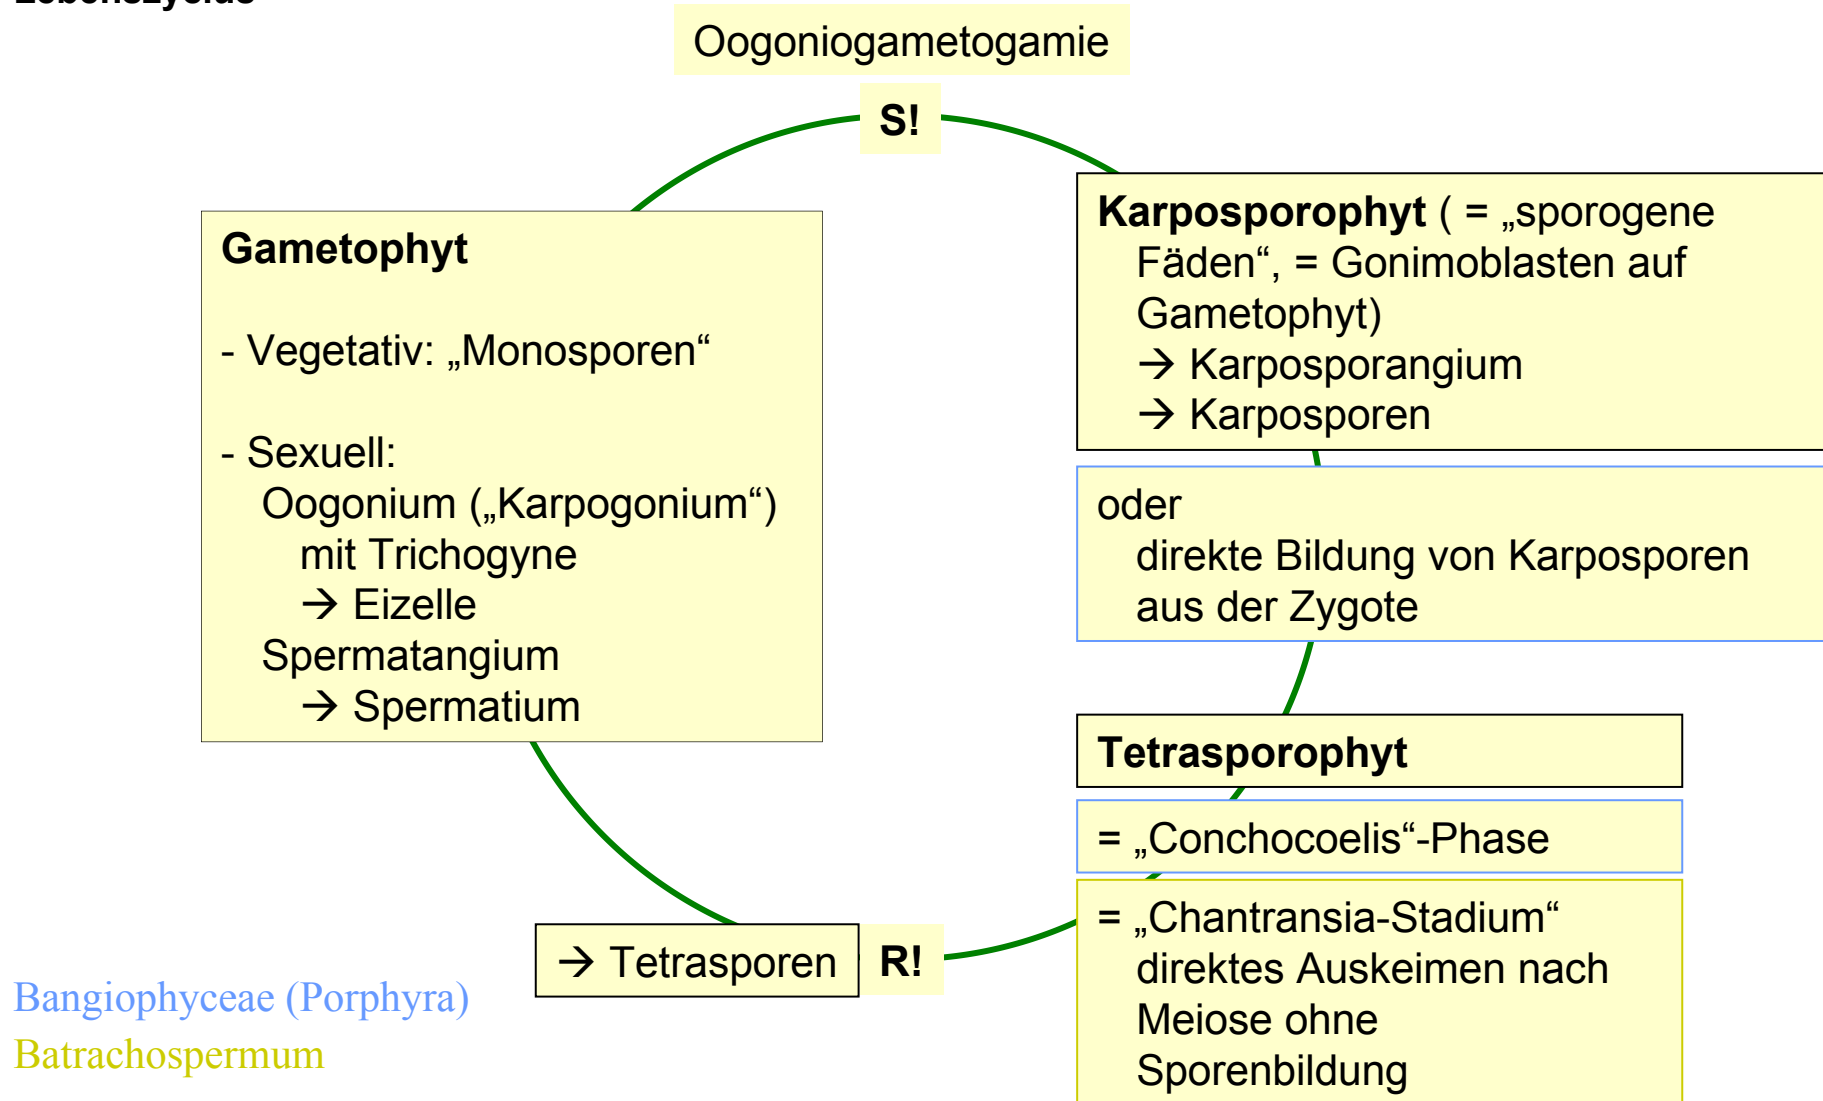 Lebenszyclus
Oogoniogametogamie
S!
Gametophyt
- Vegetativ: „Monosporen“
- Sexuell:
Oogonium („Karpogonium“)
mit Trichogyne
→ Eizelle
Spermatangium
→ Spermatium
Karposporophyt ( = „sporogene
Fäden“, = Gonimoblasten auf
Gametophyt)
→ Karposporangium
→ Karposporen
oder
direkte Bildung von Karposporen
aus der Zygote
Tetrasporophyt
= „Conchocoelis“-Phase
= „Chantransia-Stadium“
direktes Auskeimen nach
Meiose ohne
Sporenbildung
R!
→ Tetrasporen
Bangiophyceae (Porphyra)
Batrachospermum